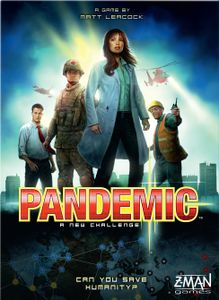 A GAME BY
MATT LEACOCK
PANDEMIC
A NEW CHALLENGE
CAN YOU SAVE
HUMANITY?
Z-MAN
games